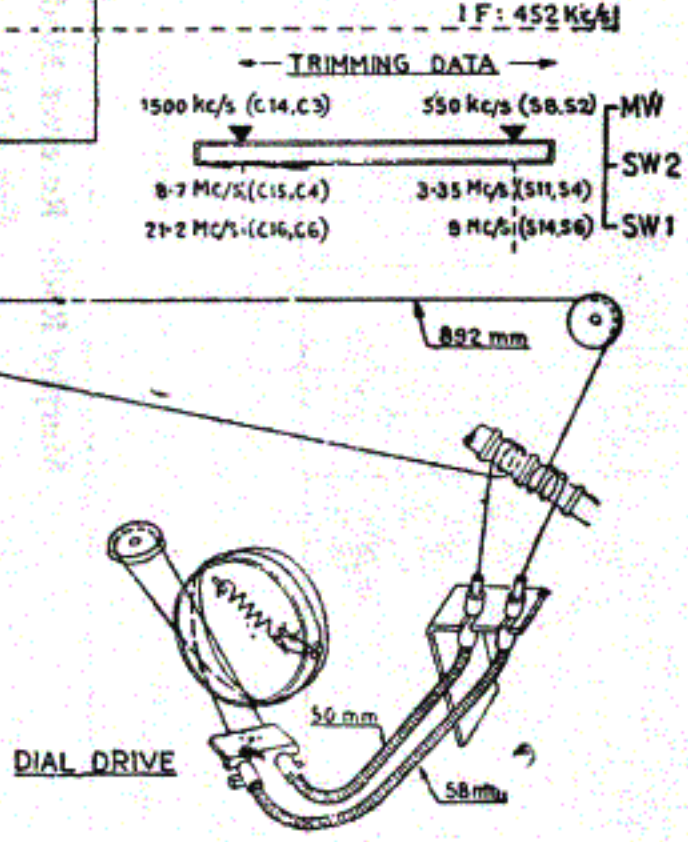 IF: 452 Kc/s
TRIMMING DATA
1500 kc/s (C14,C3) 550 kc/s (S8,S2) MW
SW2
8·7 Mc/s (C15,C4) 3·35 Mc/s (S11,S4)
21·2 Mc/s (C16,C6) 8 Mc/s (S14,S6) SW1
892 mm
50 mm
DIAL DRIVE
58 mm